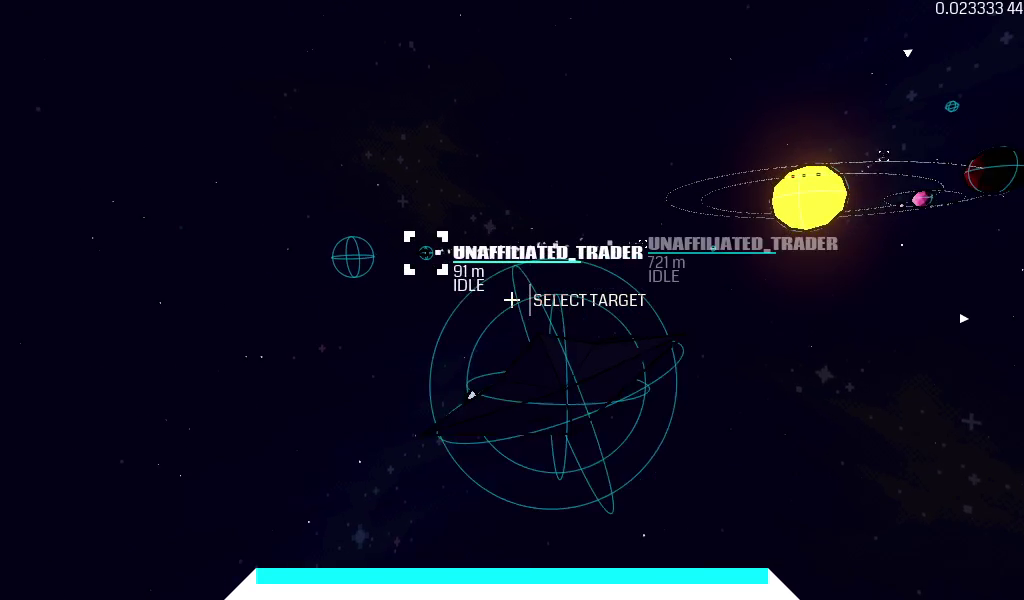 0.023333 44
UNAFFILIATED_TRADER
91 m
IDLE
UNAFFILIATED_TRADER
721 m
IDLE
SELECT TARGET